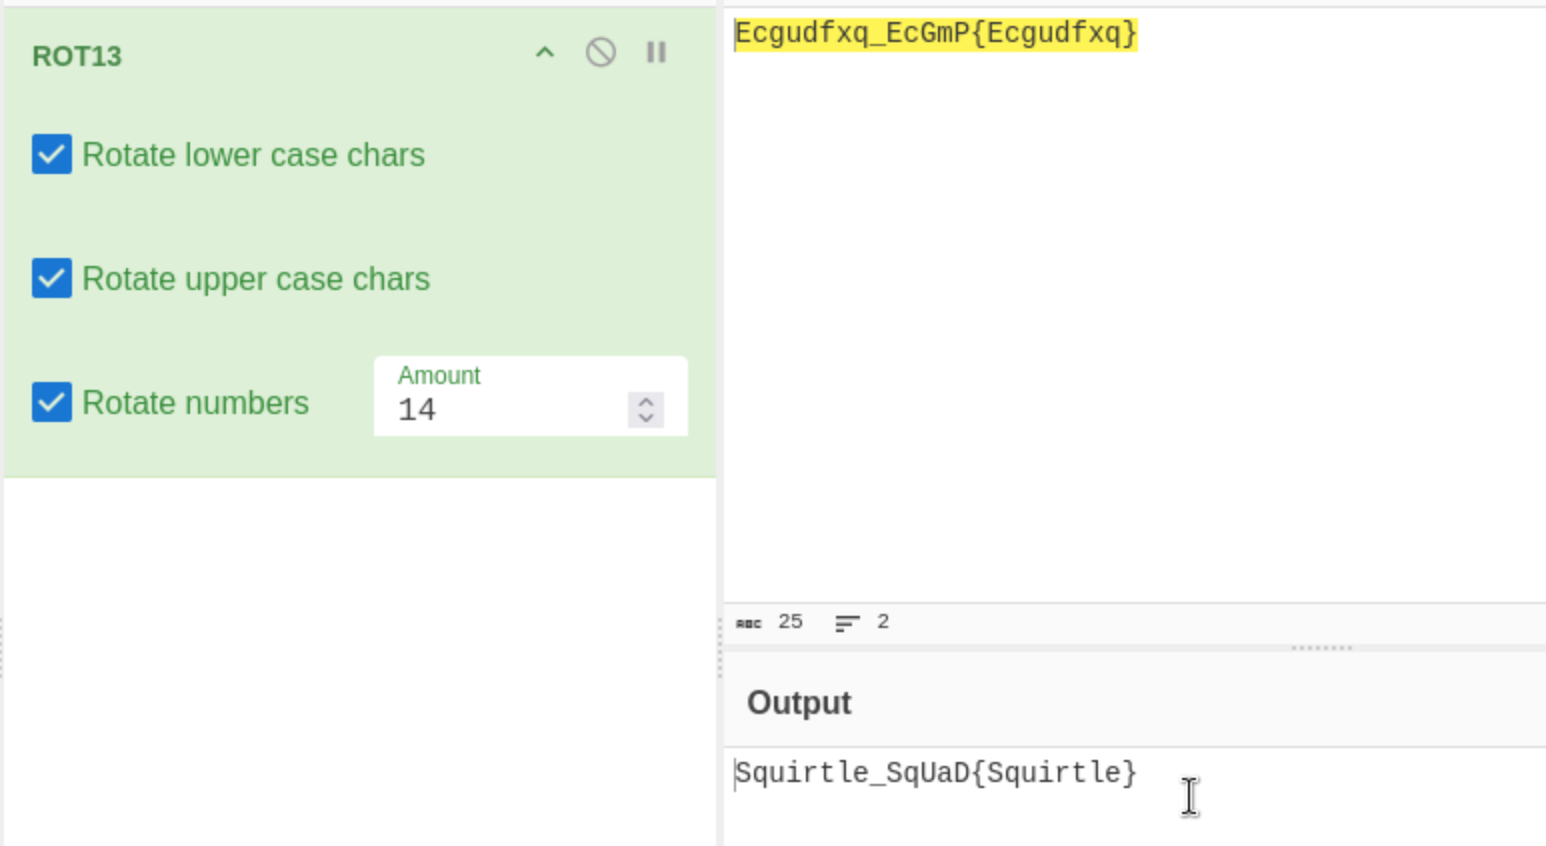 ROT13
Rotate lower case chars
Rotate upper case chars
Rotate numbers
Amount
14
Ecgudfxq_EcGmP{Ecgudfxq}
ABC 25 2
Output
Squirtle_SqUaD{Squirtle}